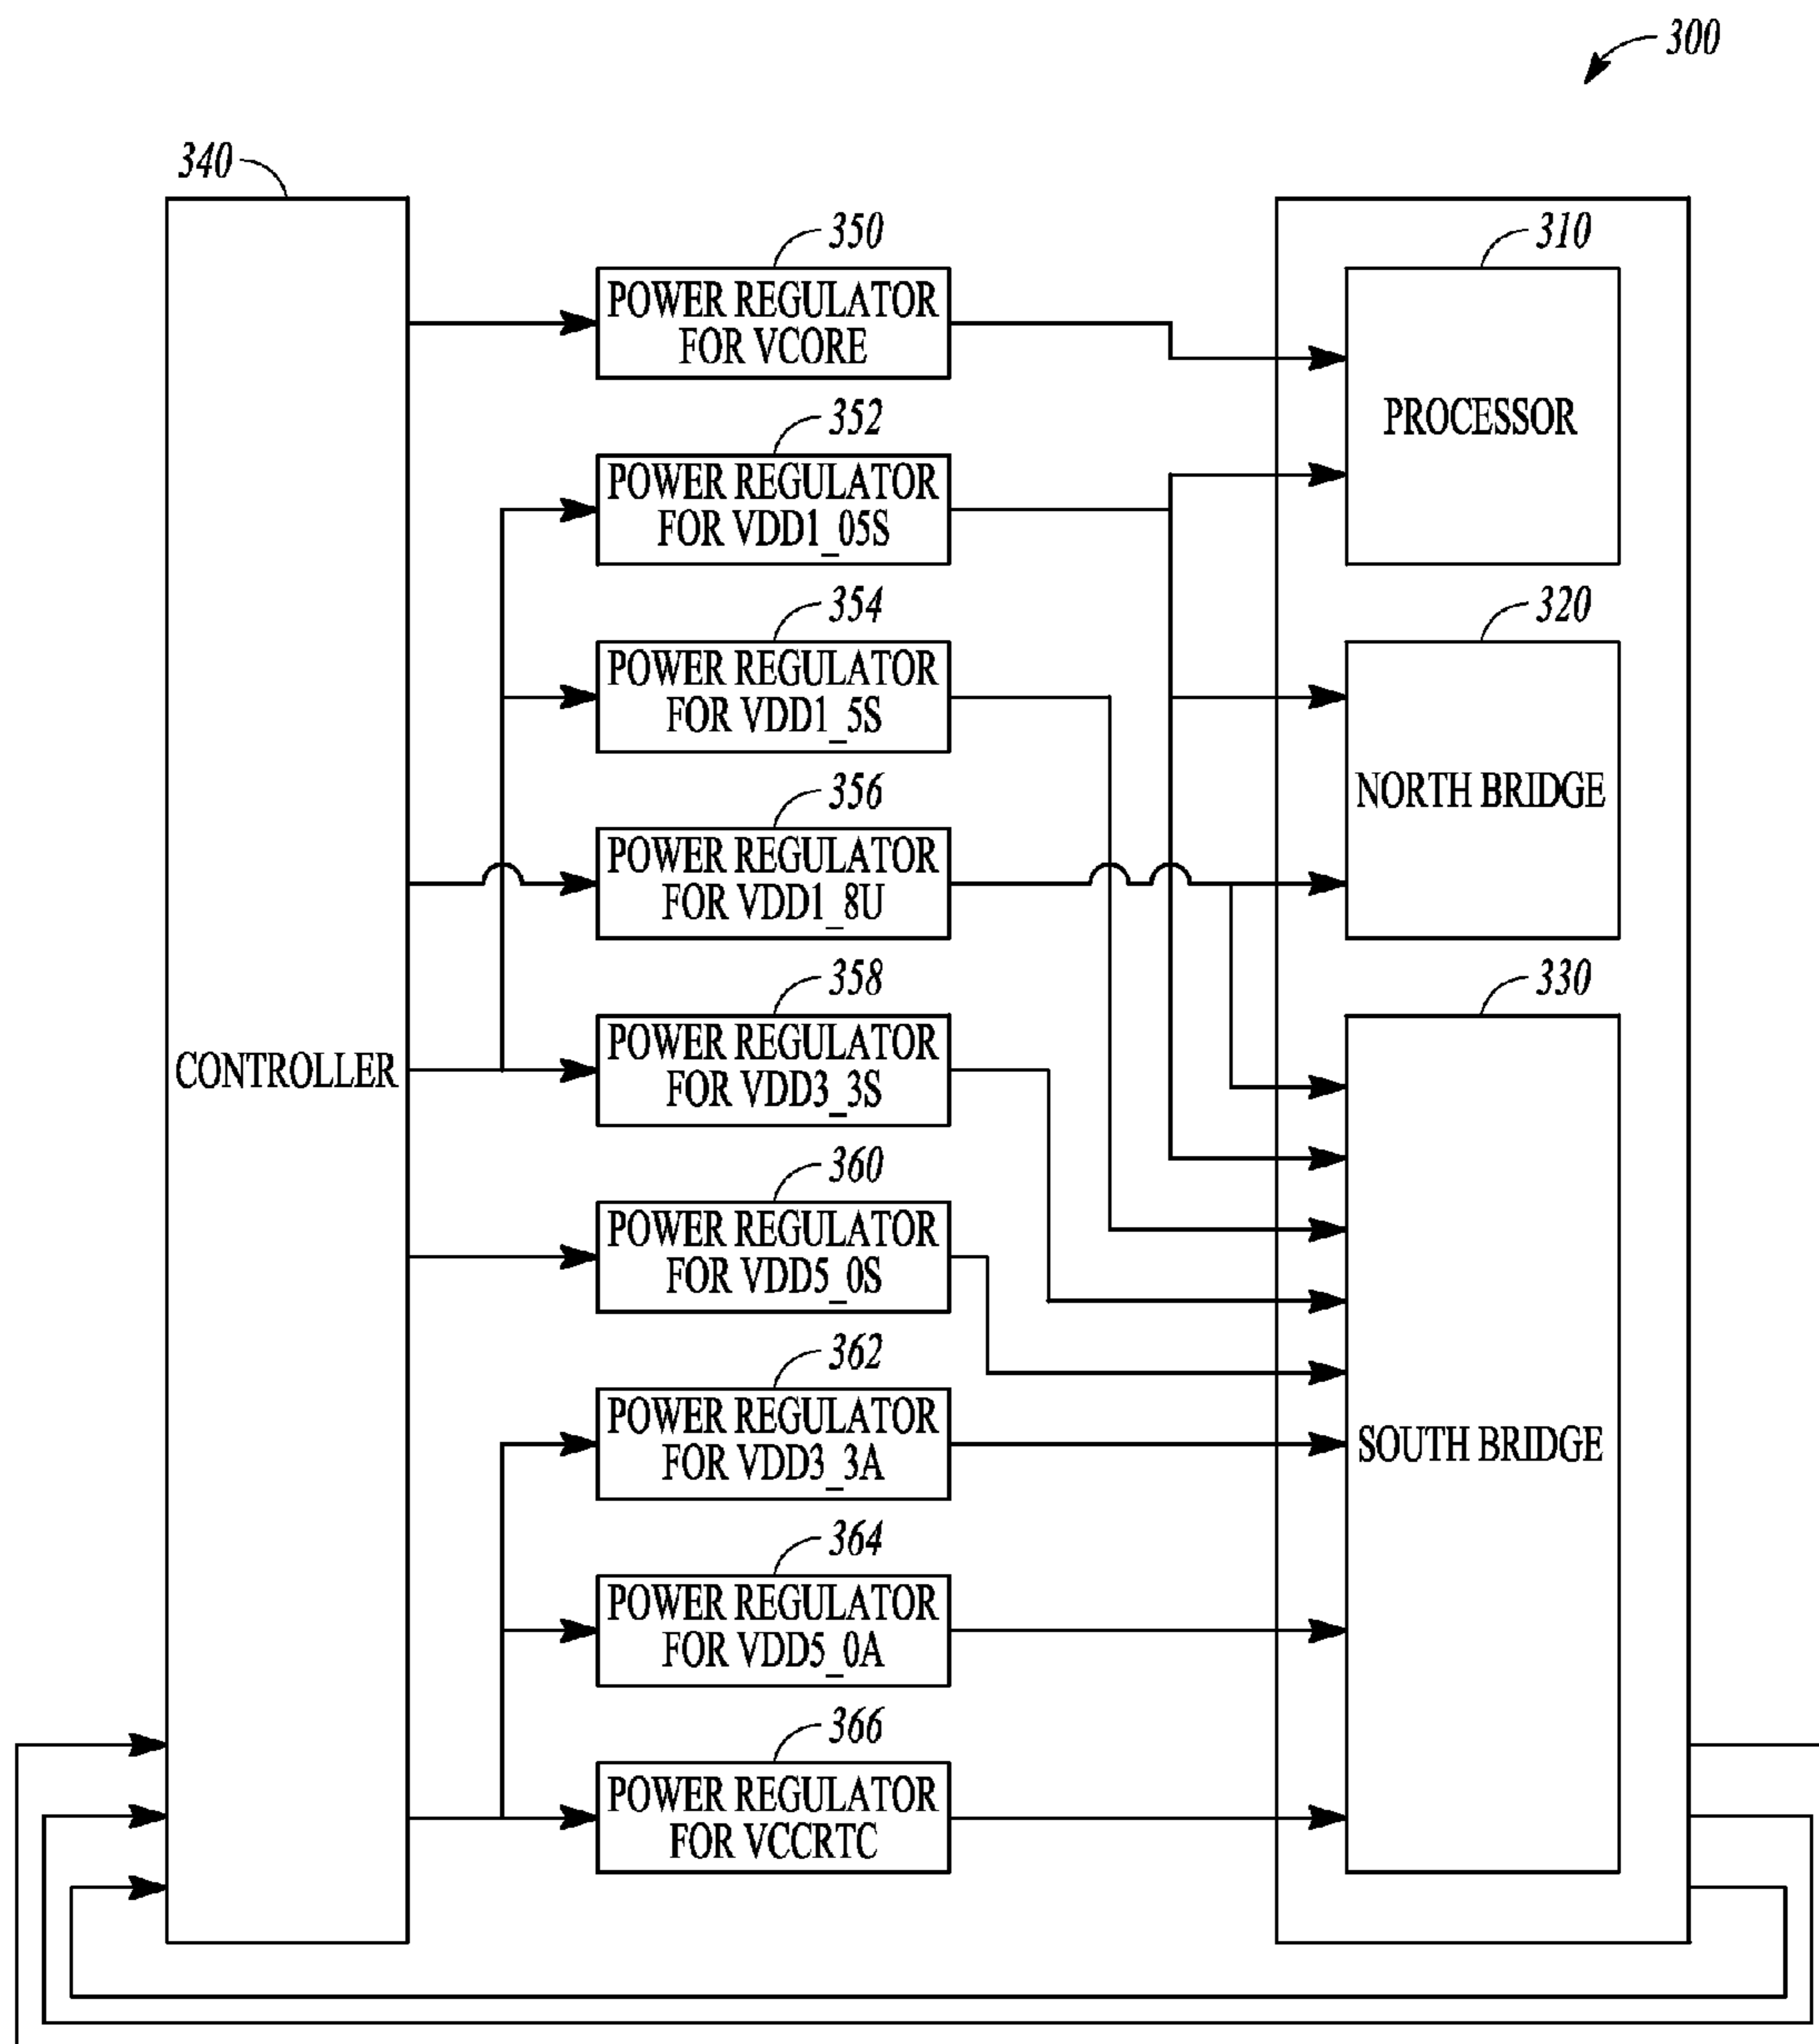 300
340
CONTROLLER
350
POWER REGULATOR
FOR VCORE
352
POWER REGULATOR
FOR VDD1_05S
354
POWER REGULATOR
FOR VDD1_5S
356
POWER REGULATOR
FOR VDD1_8U
358
POWER REGULATOR
FOR VDD3_3S
360
POWER REGULATOR
FOR VDD5_0S
362
POWER REGULATOR
FOR VDD3_3A
364
POWER REGULATOR
FOR VDD5_0A
366
POWER REGULATOR
FOR VCCRTC
310
PROCESSOR
320
NORTH BRIDGE
330
SOUTH BRIDGE